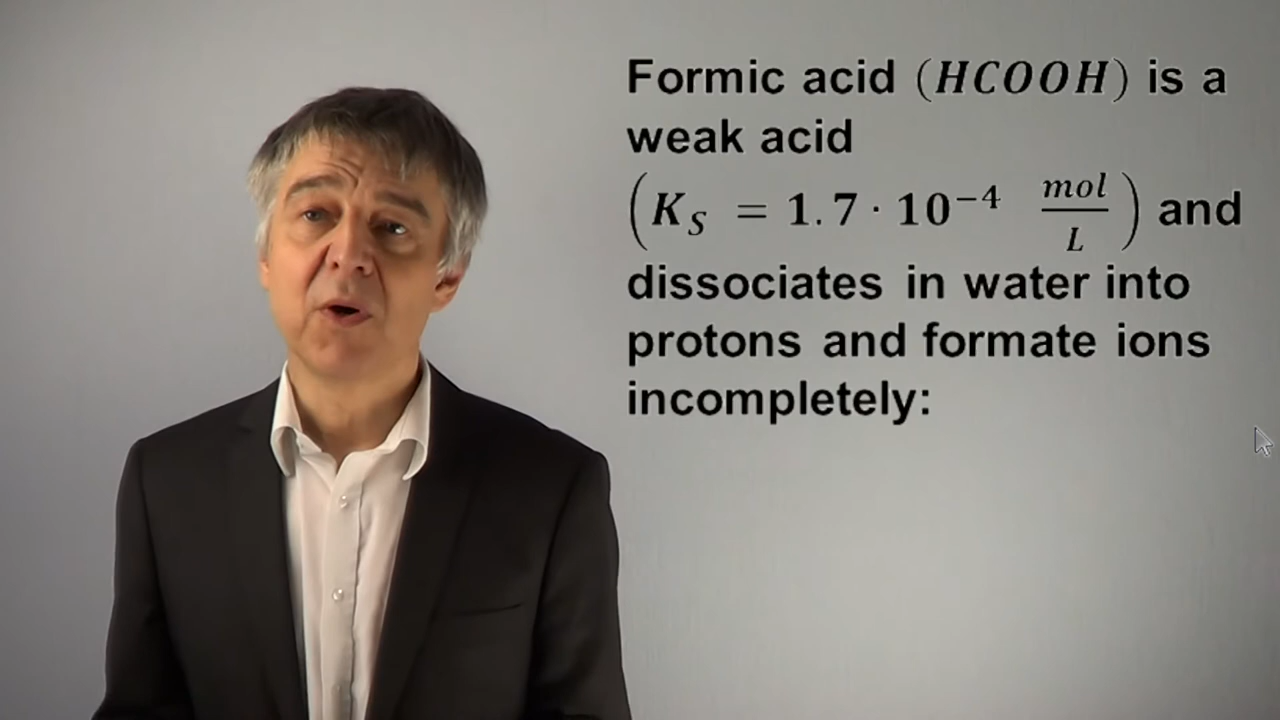 Formic acid (HCOOH) is a
weak acid
(K_S = 1.7 · 10^{-4} mol/L) and
dissociates in water into
protons and formate ions
incompletely: